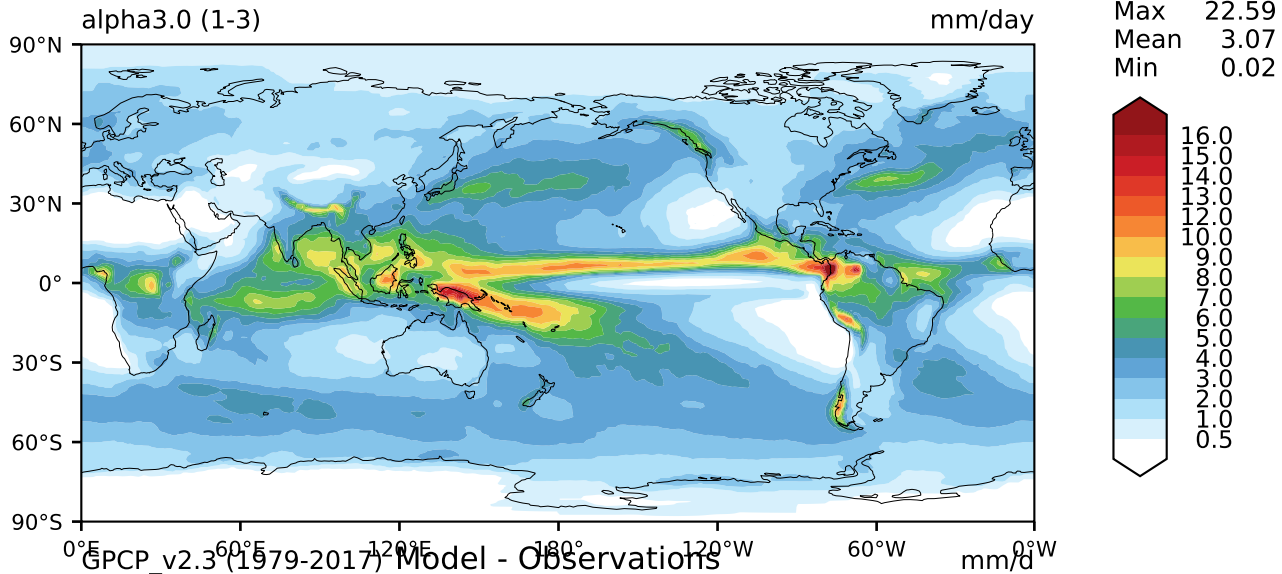 alpha3.0 (1-3) mm/day
Max 22.59
Mean 3.07
Min 0.02
90°N
60°N
30°N
0°
30°S
60°S
90°S
16.0
15.0
14.0
13.0
12.0
10.0
9.0
8.0
7.0
6.0
5.0
4.0
3.0
2.0
1.0
0.5
0°E 60°E 120°E 180° 120°W 60°W 0°W
GPCP_v2.3 (1979-2017) Model - Observations mm/d